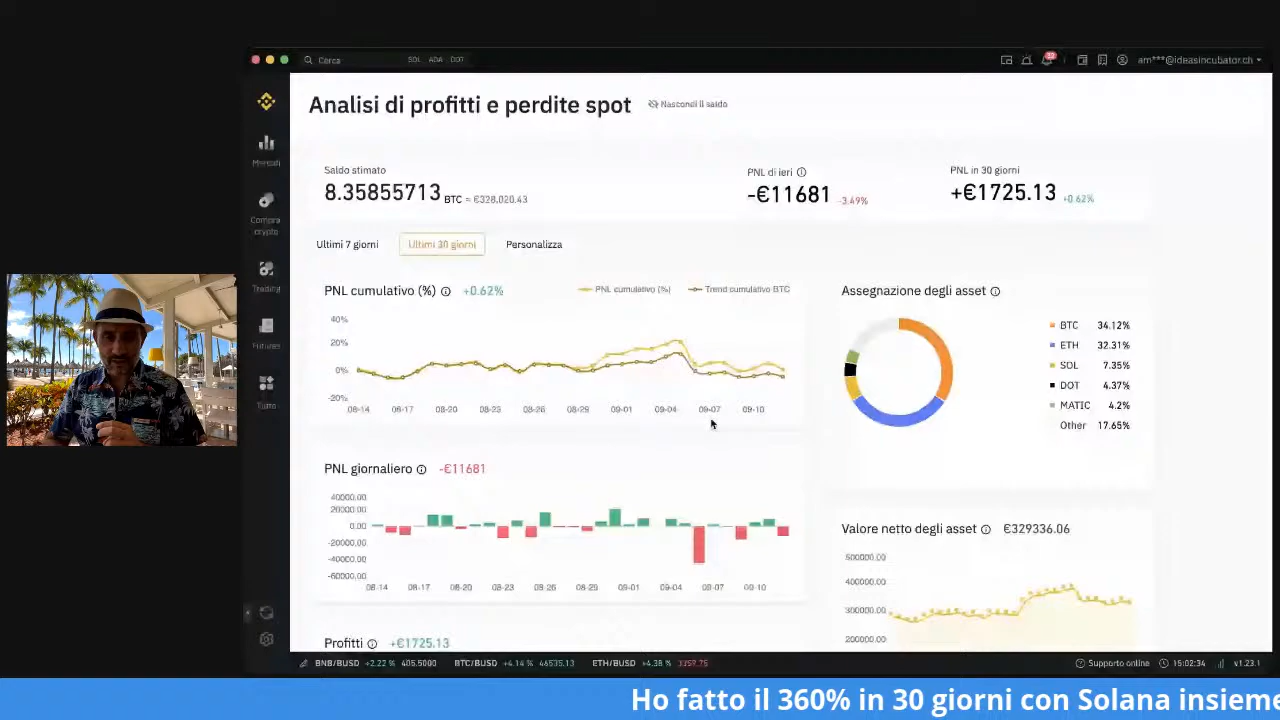 Cerca
SOL ADA DOT
23
am***@ideasincubator.ch
Analisi di profitti e perdite spot
Nascondi il saldo
Mercati
Compra crypto
Trading
Futures
Tutto
Saldo stimato
8.35855713 BTC ≈ €328,020.43
PNL di ieri
-€11681 -3.49%
PNL in 30 giorni
+€1725.13 +0.62%
Ultimi 7 giorni
Ultimi 30 giorni
Personalizza
PNL cumulativo (%) +0.62%
PNL cumulativo (%)
Trend cumulativo BTC
40%
20%
0%
-20%
08-14 08-17 08-20 08-23 08-26 08-29 09-01 09-04 09-07 09-10
Assegnazione degli asset
BTC 34.12%
ETH 32.31%
SOL 7.35%
DOT 4.37%
MATIC 4.2%
Other 17.65%
PNL giornaliero -€11681
40000.00
20000.00
0.00
-20000.00
-40000.00
-60000.00
08-14 08-17 08-20 08-23 08-26 08-29 09-01 09-04 09-07 09-10
Valore netto degli asset €329336.06
500000.00
400000.00
300000.00
200000.00
Profitti +€1725.13
BNB/BUSD +2.22 % 405.5000
BTC/BUSD +4.14 % 46535.13
ETH/BUSD +4.38 %
Supporto online
15:02:34
v1.23.1
Ho fatto il 360% in 30 giorni con Solana insieme